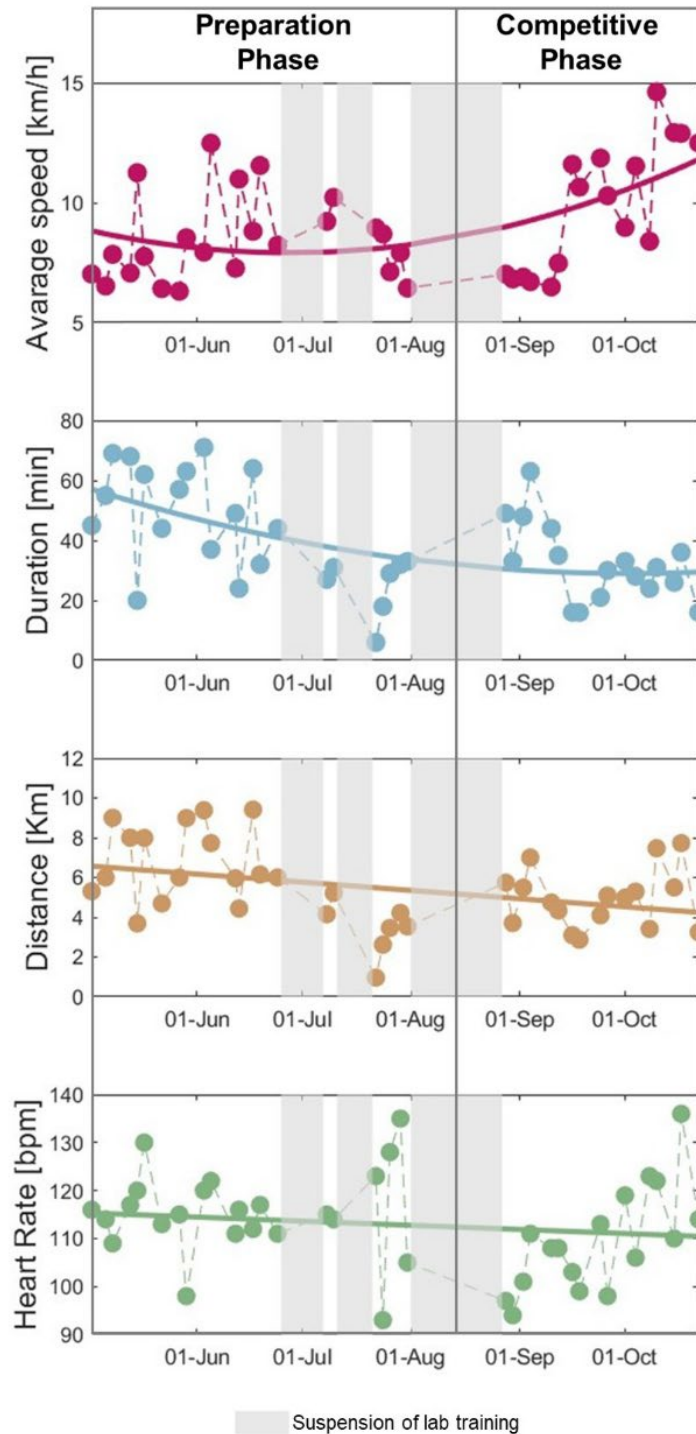 Preparation Phase
Competitive Phase
Avarage speed [km/h]
15
10
5
01-Jun 01-Jul 01-Aug 01-Sep 01-Oct
Duration [min]
80
60
40
20
0
01-Jun 01-Jul 01-Aug 01-Sep 01-Oct
Distance [Km]
12
10
8
6
4
2
0
01-Jun 01-Jul 01-Aug 01-Sep 01-Oct
Heart Rate [bpm]
140
130
120
110
100
90
01-Jun 01-Jul 01-Aug 01-Sep 01-Oct
Suspension of lab training